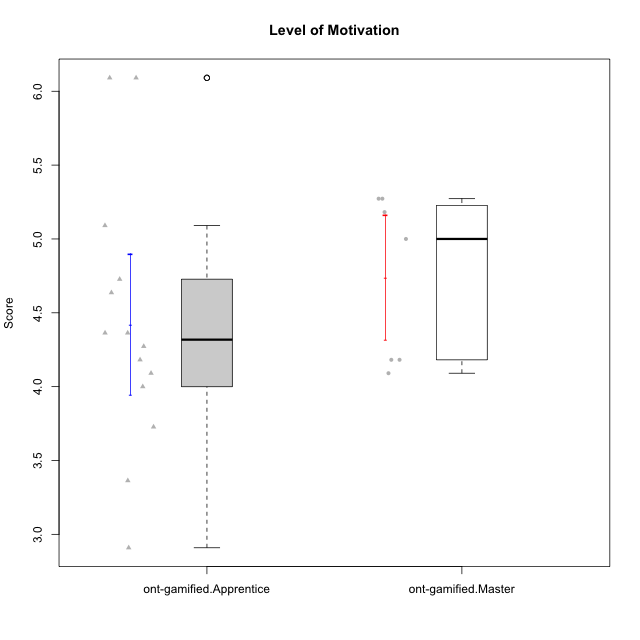 Level of Motivation
Score
6.0
5.5
5.0
4.5
4.0
3.5
3.0
ont-gamified.Apprentice
ont-gamified.Master